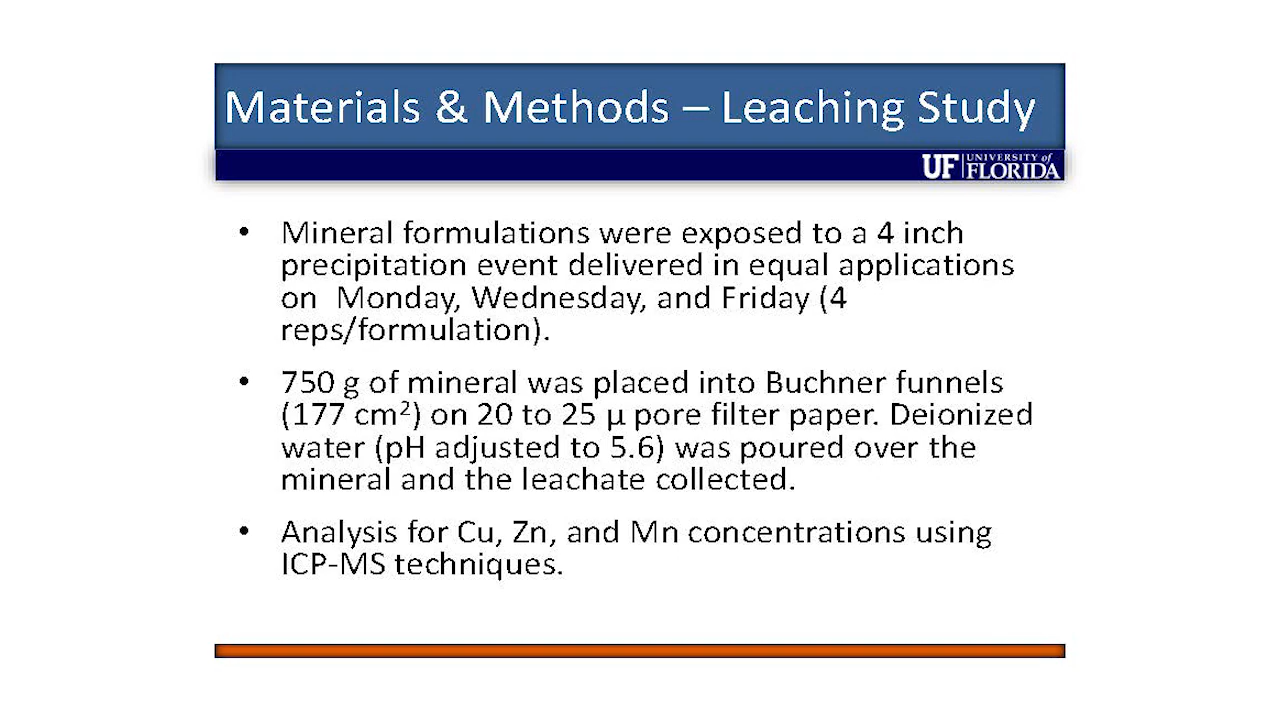 Materials & Methods – Leaching Study
UF UNIVERSITY of
FLORIDA
• Mineral formulations were exposed to a 4 inch
precipitation event delivered in equal applications
on  Monday, Wednesday, and Friday (4
reps/formulation).
• 750 g of mineral was placed into Buchner funnels
(177 cm²) on 20 to 25 µ pore filter paper. Deionized
water (pH adjusted to 5.6) was poured over the
mineral and the leachate collected.
• Analysis for Cu, Zn, and Mn concentrations using
ICP-MS techniques.